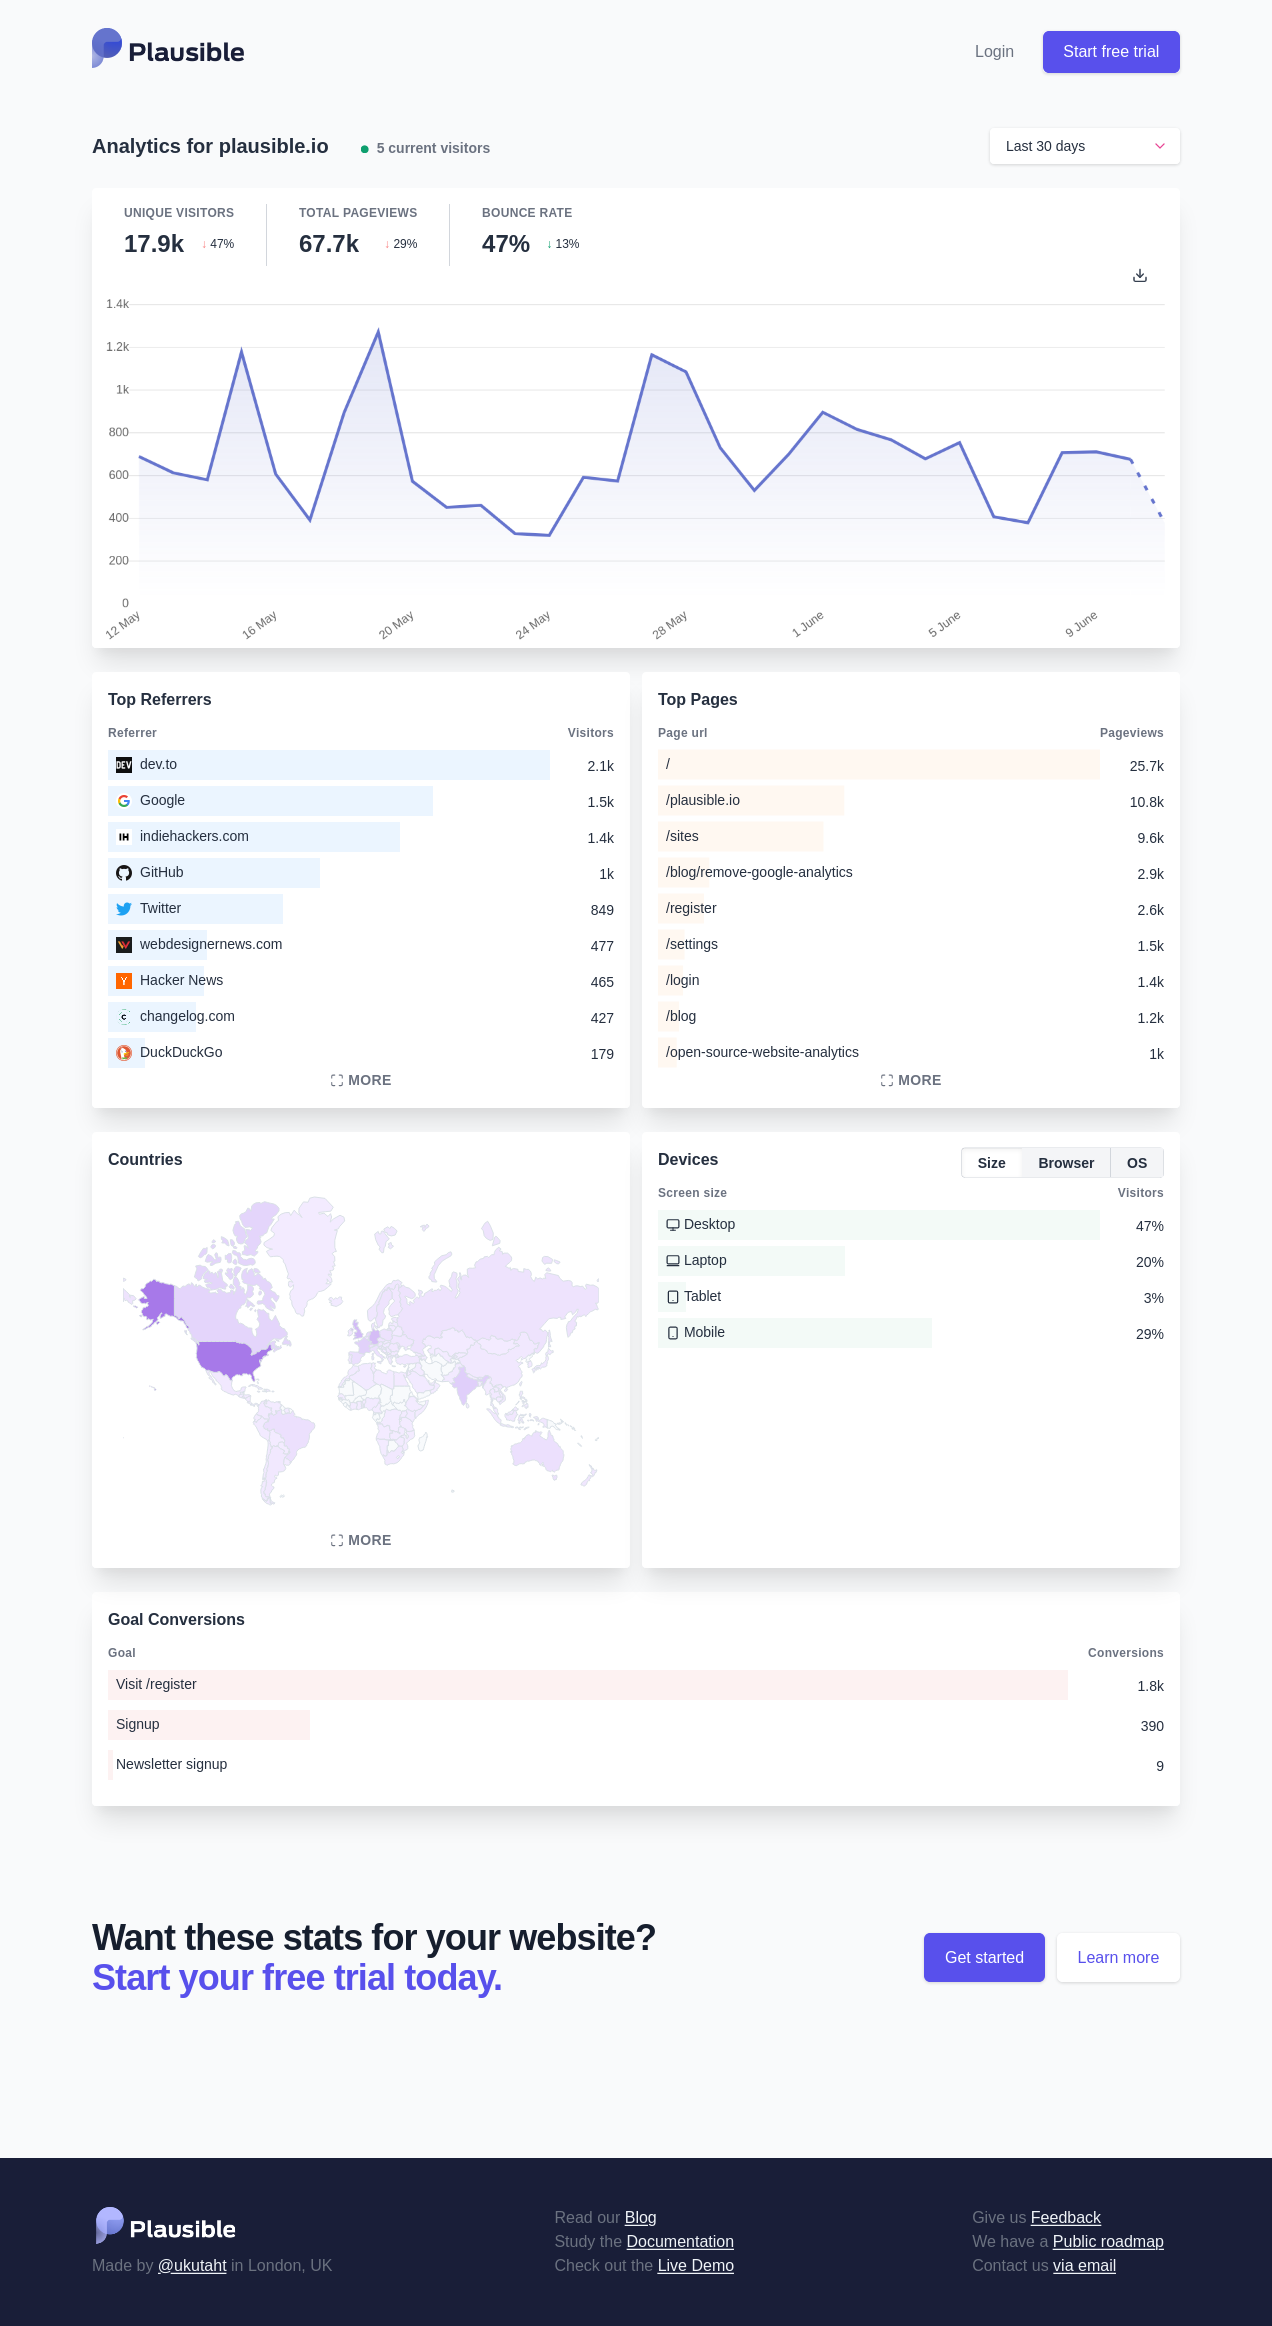 Plausible
Login
Start free trial
Analytics for plausible.io
5 current visitors
Last 30 days
UNIQUE VISITORS
17.9k
↓ 47%
TOTAL PAGEVIEWS
67.7k
↓ 29%
BOUNCE RATE
47%
↓ 13%
1.4k
1.2k
1k
800
600
400
200
0
12 May
16 May
20 May
24 May
28 May
1 June
5 June
9 June
Top Referrers
Referrer Visitors
DEV dev.to 2.1k
Google 1.5k
IH indiehackers.com 1.4k
GitHub 1k
Twitter 849
webdesignernews.com 477
Y Hacker News 465
changelog.com 427
DuckDuckGo 179
MORE
Top Pages
Page url Pageviews
/ 25.7k
/plausible.io 10.8k
/sites 9.6k
/blog/remove-google-analytics 2.9k
/register 2.6k
/settings 1.5k
/login 1.4k
/blog 1.2k
/open-source-website-analytics 1k
MORE
Countries
MORE
Devices
Size Browser OS
Screen size Visitors
Desktop 47%
Laptop 20%
Tablet 3%
Mobile 29%
Goal Conversions
Goal Conversions
Visit /register 1.8k
Signup 390
Newsletter signup 9
Want these stats for your website?
Start your free trial today.
Get started
Learn more
Plausible
Made by @ukutaht in London, UK
Read our Blog
Study the Documentation
Check out the Live Demo
Give us Feedback
We have a Public roadmap
Contact us via email